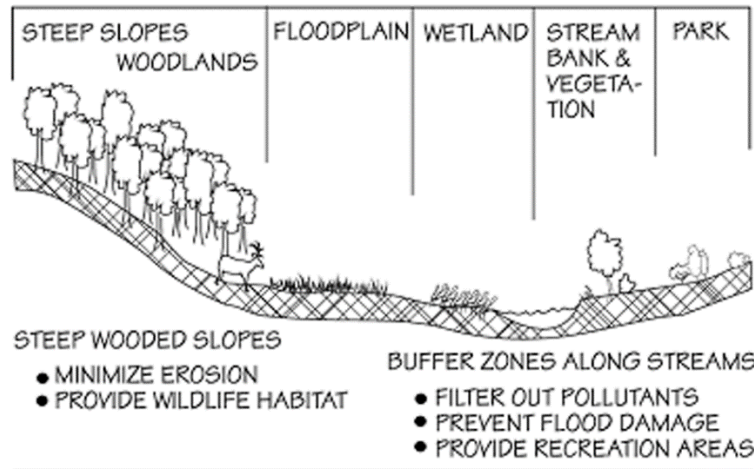 STEEP SLOPES
WOODLANDS
FLOODPLAIN
WETLAND
STREAM
BANK &
VEGETA-
TION
PARK
STEEP WOODED SLOPES
● MINIMIZE EROSION
● PROVIDE WILDLIFE HABITAT
BUFFER ZONES ALONG STREAMS
● FILTER OUT POLLUTANTS
● PREVENT FLOOD DAMAGE
● PROVIDE RECREATION AREAS